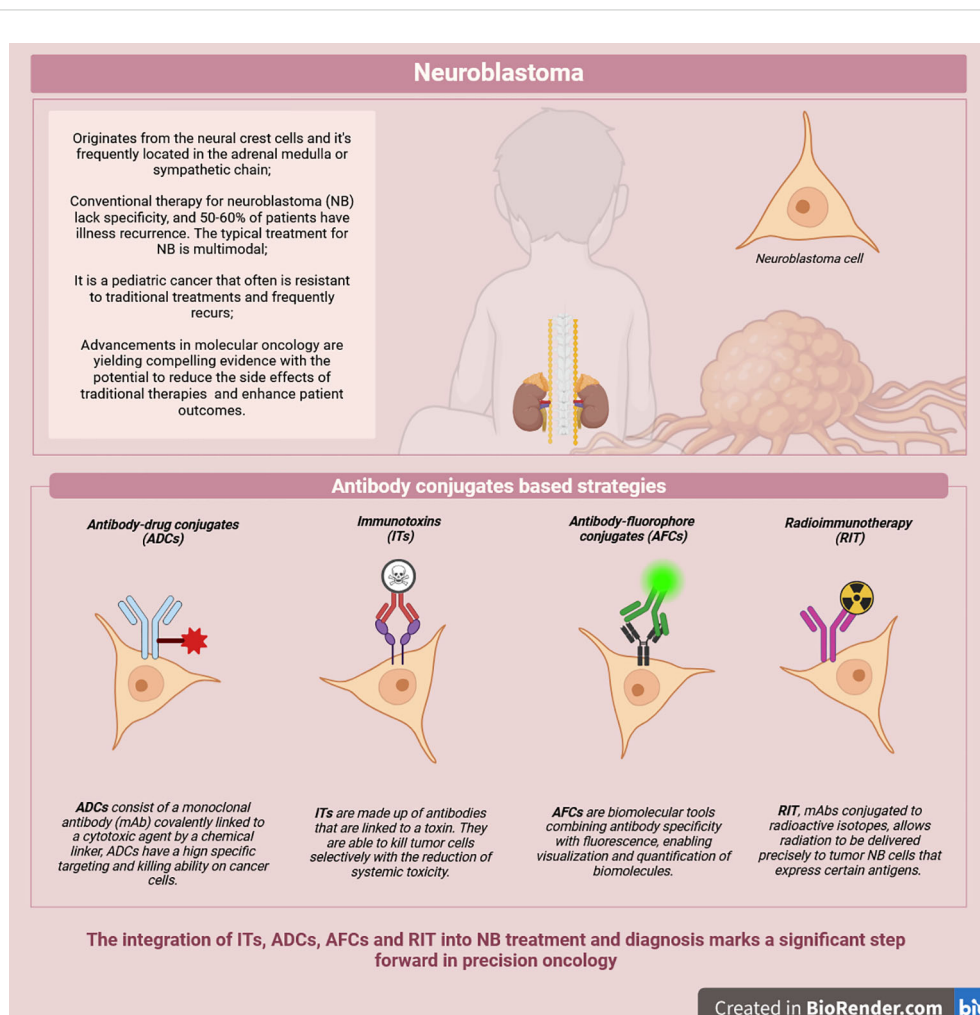 Neuroblastoma
Originates from the neural crest cells and it's
frequently located in the adrenal medulla or
sympathetic chain;
Conventional therapy for neuroblastoma (NB)
lack specificity, and 50-60% of patients have
illness recurrence. The typical treatment for
NB is multimodal;
It is a pediatric cancer that often is resistant
to traditional treatments and frequently
recurs;
Advancements in molecular oncology are
yielding compelling evidence with the
potential to reduce the side effects of
traditional therapies and enhance patient
outcomes.
Neuroblastoma cell
Antibody conjugates based strategies
Antibody-drug conjugates
(ADCs)
ADCs consist of a monoclonal
antibody (mAb) covalently linked to
a cytotoxic agent by a chemical
linker, ADCs have a hign specific
targeting and killing ability on cancer
cells.
Immunotoxins
(ITs)
ITs are made up of antibodies
that are linked to a toxin. They
are able to kill tumor cells
selectively with the reduction of
systemic toxicity.
Antibody-fluorophore
conjugates (AFCs)
AFCs are biomolecular tools
combining antibody specificity
with fluorescence, enabling
visualization and quantification of
biomolecules.
Radioimmunotherapy
(RIT)
RIT, mAbs conjugated to
radioactive isotopes, allows
radiation to be delivered
precisely to tumor NB cells that
express certain antigens.
The integration of ITs, ADCs, AFCs and RIT into NB treatment and diagnosis marks a significant step
forward in precision oncology
Created in BioRender.com